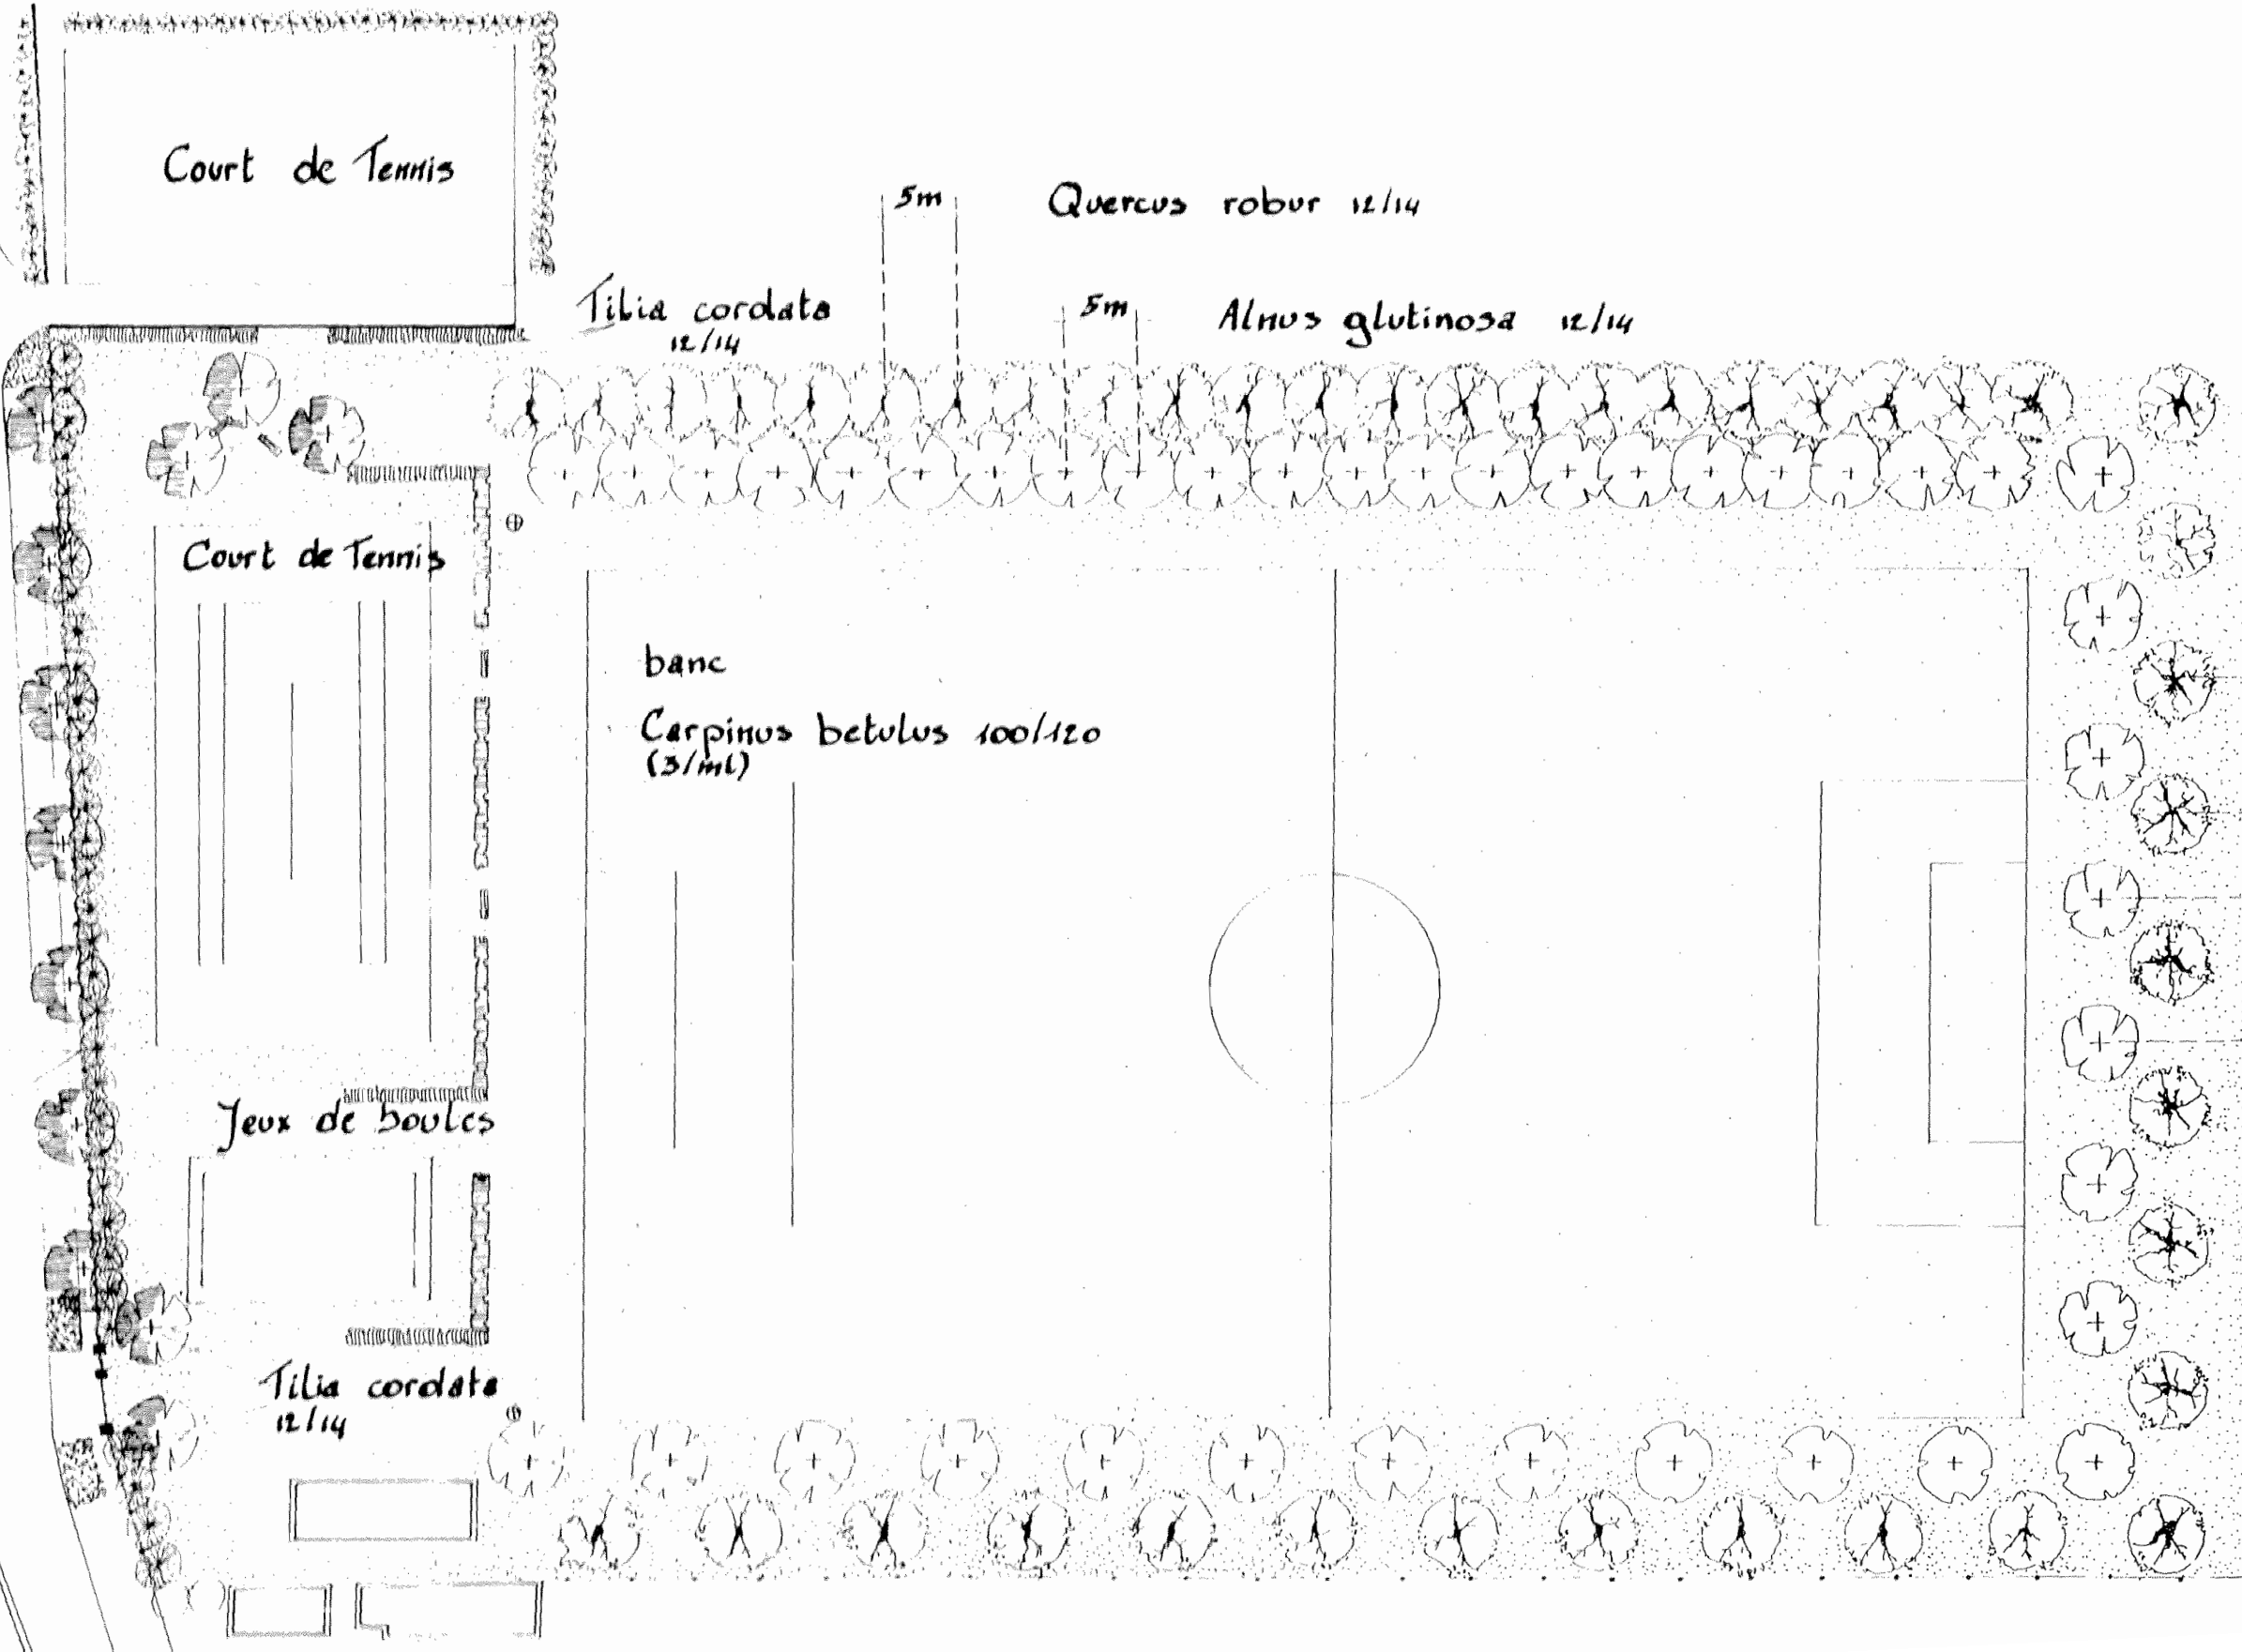 Court de Tennis
5m
Quercus robur 12/14
Tilia cordata
12/14
5m
Alnus glutinosa 12/14
Court de Tennis
banc
Carpinus betulus 100/120
(3/ml)
Jeux de boules
Tilia cordata
12/14